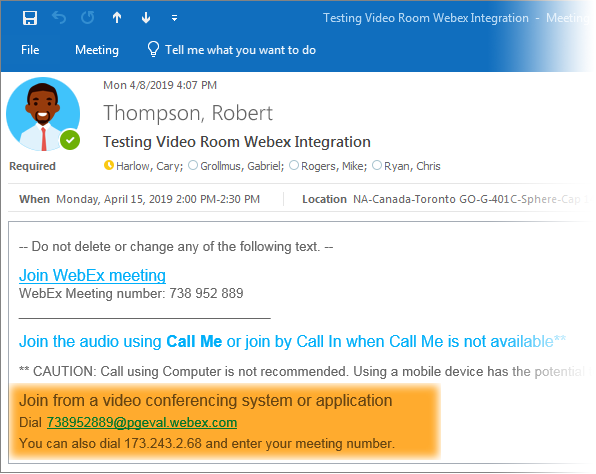 Testing Video Room Webex Integration - Meeting
File Meeting Tell me what you want to do
Mon 4/8/2019 4:07 PM
Thompson, Robert
Testing Video Room Webex Integration
Required Harlow, Cary; Grollmus, Gabriel; Rogers, Mike; Ryan, Chris
When Monday, April 15, 2019 2:00 PM-2:30 PM Location NA-Canada-Toronto GO-G-401C-Sphere-Cap
-- Do not delete or change any of the following text. --
Join WebEx meeting
WebEx Meeting number: 738 952 889
Join the audio using Call Me or join by Call In when Call Me is not available**
** CAUTION: Call using Computer is not recommended. Using a mobile device has the potential
Join from a video conferencing system or application
Dial 738952889@pgeval.webex.com
You can also dial 173.243.2.68 and enter your meeting number.